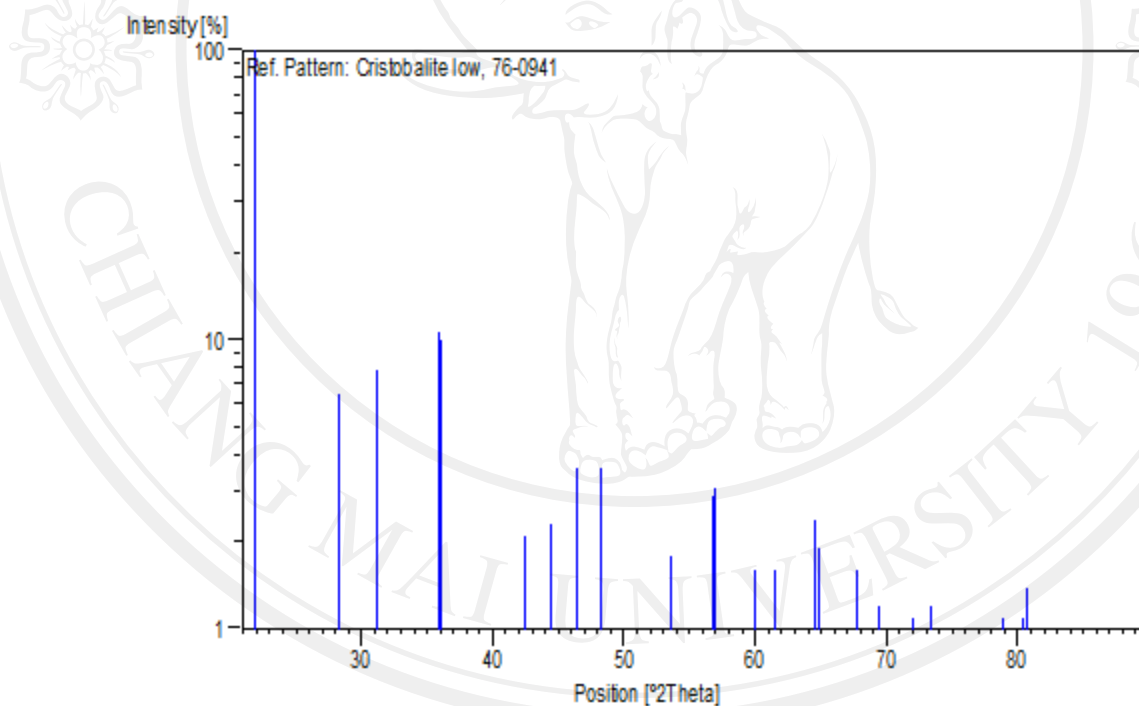 Intensity [%]
100
Ref. Pattern: Cristobalite low, 76-0941
10
1
30 40 50 60 70 80
Position [°2Theta]
CHIANG MAI UNIVERSITY 19